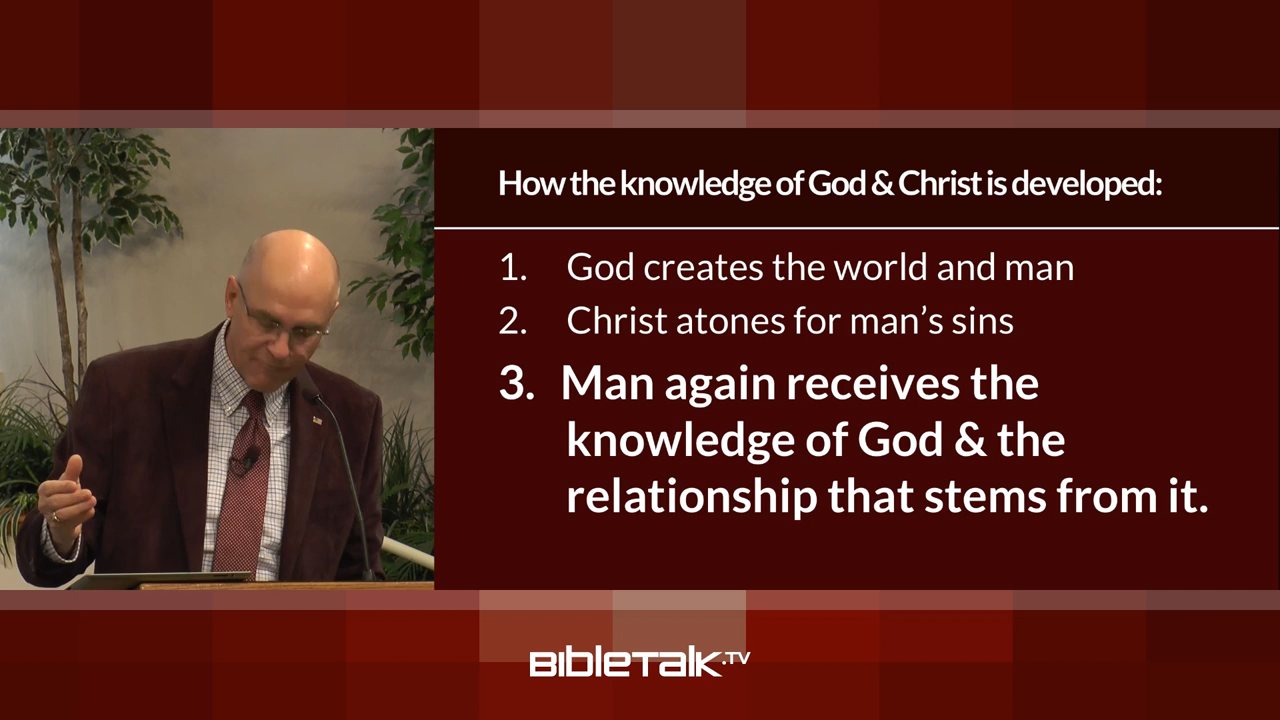 How the knowledge of God & Christ is developed:
1. God creates the world and man
2. Christ atones for man’s sins
3. Man again receives the
knowledge of God & the
relationship that stems from it.
BibleTalk.TV